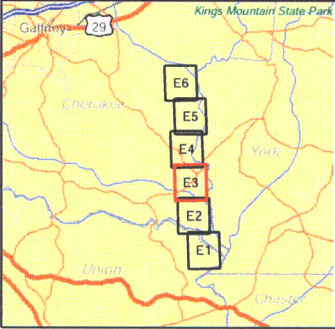 Kings Mountain State Park
Gaffney
29
E6
Cherokee
E5
E4
York
E3
E2
E1
Union
Chester